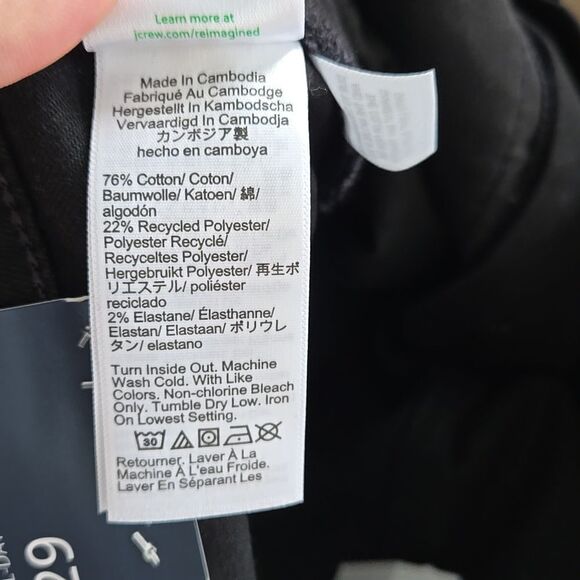 Learn more at
jcrew.com/reimagined
Made In Cambodia
Fabriqué Au Cambodge
Hergestellt In Kambodscha
Vervaardigd In Cambodja
カンボジア製
hecho en camboya
76% Cotton/ Coton/
Baumwolle/ Katoen/ 綿/
algodón
22% Recycled Polyester/
Polyester Recyclé/
Recyceltes Polyester/
Hergebruikt Polyester/ 再生ポ
リエステル/ poliéster
reciclado
2% Elastane/ Élasthanne/
Elastan/ Elastaan/ ポリウレ
タン/ elastano
Turn Inside Out. Machine
Wash Cold. With Like
Colors. Non-chlorine Bleach
Only. Tumble Dry Low. Iron
On Lowest Setting.
30
Retourner. Laver À La
Machine À L'eau Froide.
Laver En Séparant Les
29